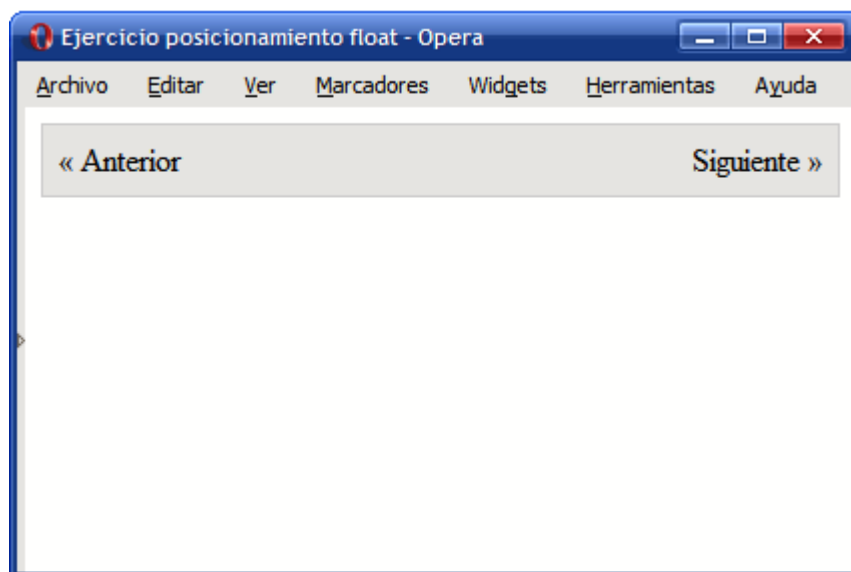 Ejercicio posicionamiento float - Opera
Archivo Editar Ver Marcadores Widgets Herramientas Ayuda
« Anterior Siguiente »